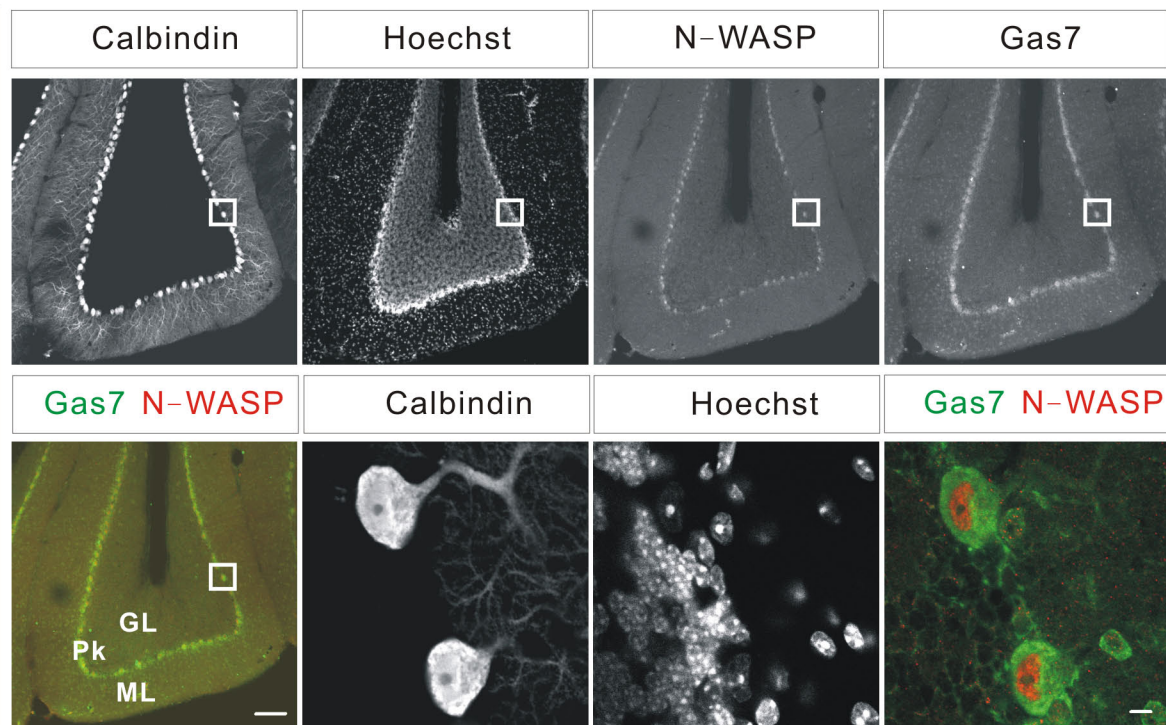 Calbindin
Hoechst
N-WASP
Gas7
Gas7 N-WASP
Calbindin
Hoechst
Gas7 N-WASP
GL
Pk
ML